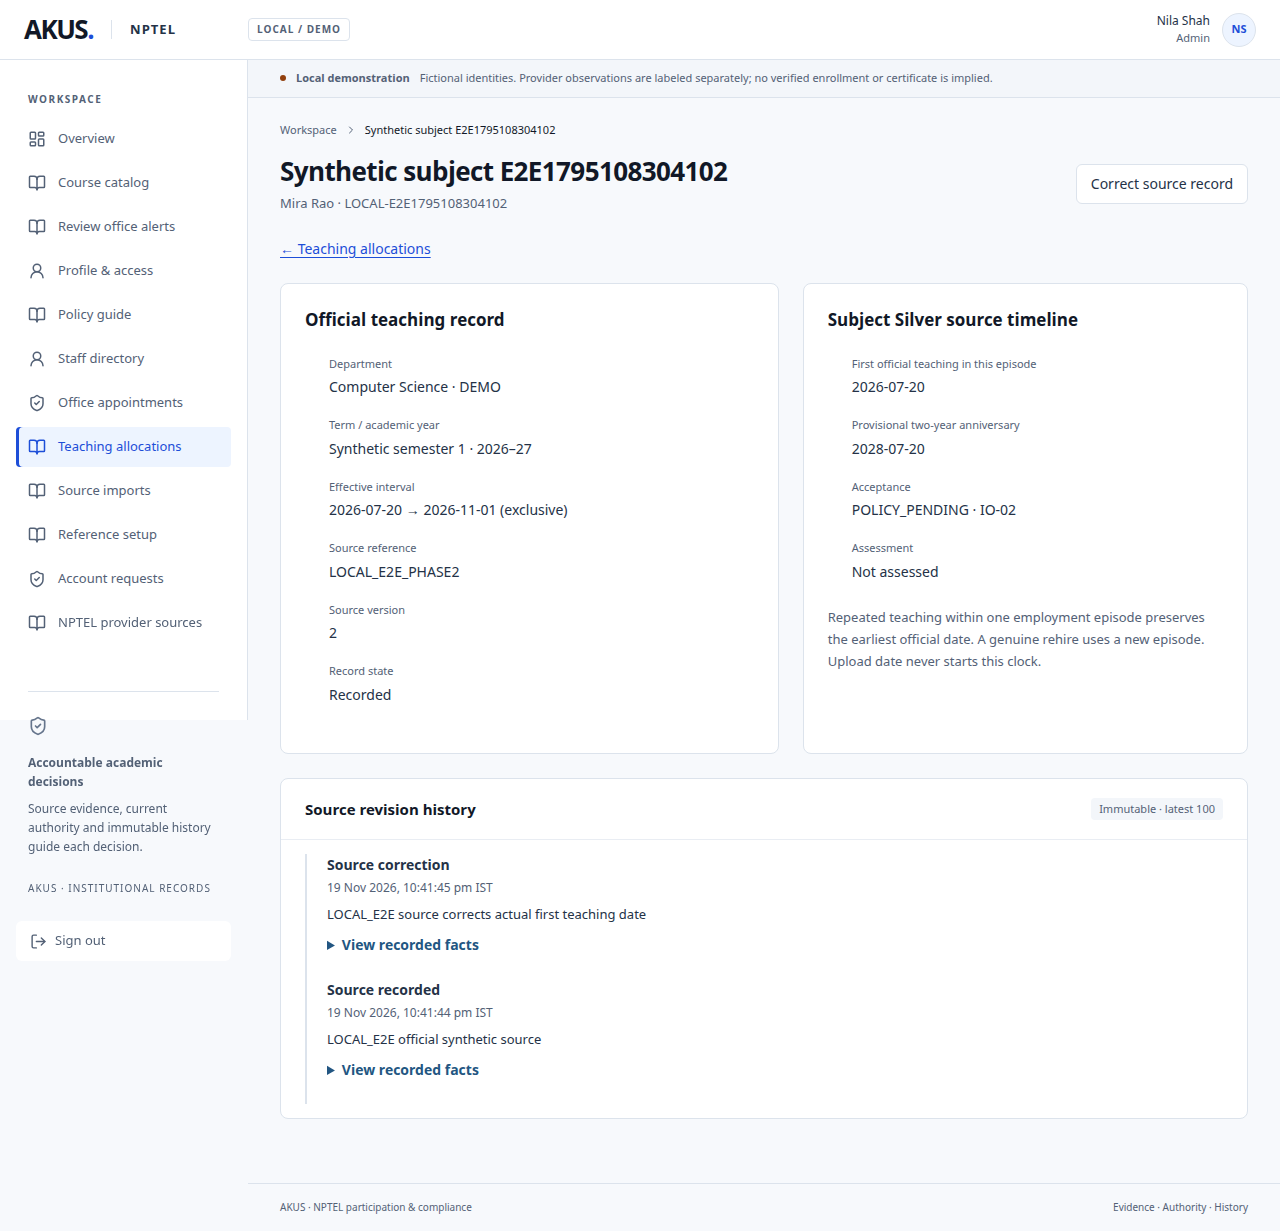 AKUS. NPTEL LOCAL / DEMO
Nila Shah
Admin
NS
WORKSPACE
Overview
Course catalog
Review office alerts
Profile & access
Policy guide
Staff directory
Office appointments
Teaching allocations
Source imports
Reference setup
Account requests
NPTEL provider sources
Accountable academic
decisions
Source evidence, current
authority and immutable history
guide each decision.
AKUS · INSTITUTIONAL RECORDS
Sign out
Local demonstration Fictional identities. Provider observations are labeled separately; no verified enrollment or certificate is implied.
Workspace > Synthetic subject E2E1795108304102
Synthetic subject E2E1795108304102
Mira Rao · LOCAL-E2E1795108304102
Correct source record
← Teaching allocations
Official teaching record
Department
Computer Science · DEMO
Term / academic year
Synthetic semester 1 · 2026–27
Effective interval
2026-07-20 → 2026-11-01 (exclusive)
Source reference
LOCAL_E2E_PHASE2
Source version
2
Record state
Recorded
Subject Silver source timeline
First official teaching in this episode
2026-07-20
Provisional two-year anniversary
2028-07-20
Acceptance
POLICY_PENDING · IO-02
Assessment
Not assessed
Repeated teaching within one employment episode preserves
the earliest official date. A genuine rehire uses a new episode.
Upload date never starts this clock.
Source revision history
Immutable · latest 100
Source correction
19 Nov 2026, 10:41:45 pm IST
LOCAL_E2E source corrects actual first teaching date
▶ View recorded facts
Source recorded
19 Nov 2026, 10:41:44 pm IST
LOCAL_E2E official synthetic source
▶ View recorded facts
AKUS · NPTEL participation & compliance
Evidence · Authority · History